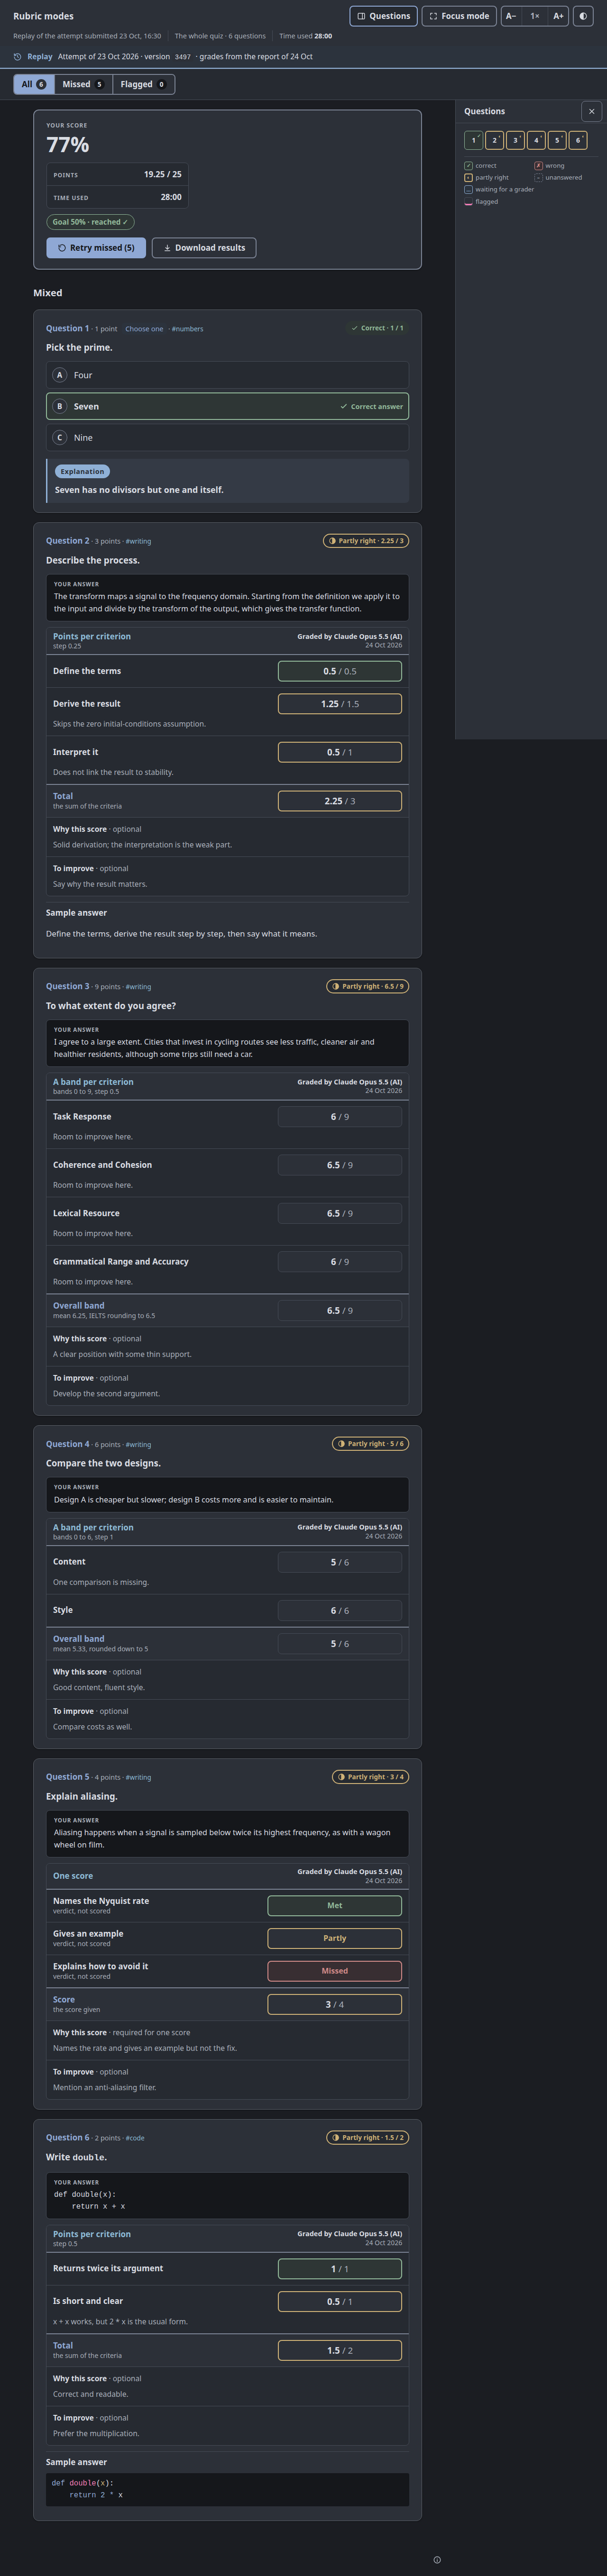 Rubric modes
Questions
Focus mode
A−
1×
A+
Replay of the attempt submitted 23 Oct, 16:30
The whole quiz · 6 questions
Time used 28:00
Replay
Attempt of 23 Oct 2026 · version 3497 · grades from the report of 24 Oct
All 6
Missed 5
Flagged 0
Questions
1 2 3 4 5 6
correct
wrong
partly right
unanswered
waiting for a grader
flagged
YOUR SCORE
77%
POINTS 19.25 / 25
TIME USED 28:00
Goal 50% · reached ✓
Retry missed (5)
Download results
Mixed
Question 1 · 1 point Choose one · #numbers
Correct · 1 / 1
Pick the prime.
A Four
B Seven
Correct answer
C Nine
Explanation
Seven has no divisors but one and itself.
Question 2 · 3 points · #writing
Partly right · 2.25 / 3
Describe the process.
YOUR ANSWER
The transform maps a signal to the frequency domain. Starting from the definition we apply it to
the input and divide by the transform of the output, which gives the transfer function.
Points per criterion
step 0.25
Graded by Claude Opus 5.5 (AI)
24 Oct 2026
Define the terms
0.5 / 0.5
Derive the result
1.25 / 1.5
Skips the zero initial-conditions assumption.
Interpret it
0.5 / 1
Does not link the result to stability.
Total
the sum of the criteria
2.25 / 3
Why this score · optional
Solid derivation; the interpretation is the weak part.
To improve · optional
Say why the result matters.
Sample answer
Define the terms, derive the result step by step, then say what it means.
Question 3 · 9 points · #writing
Partly right · 6.5 / 9
To what extent do you agree?
YOUR ANSWER
I agree to a large extent. Cities that invest in cycling routes see less traffic, cleaner air and
healthier residents, although some trips still need a car.
A band per criterion
bands 0 to 9, step 0.5
Graded by Claude Opus 5.5 (AI)
24 Oct 2026
Task Response
6 / 9
Room to improve here.
Coherence and Cohesion
6.5 / 9
Room to improve here.
Lexical Resource
6.5 / 9
Room to improve here.
Grammatical Range and Accuracy
6 / 9
Room to improve here.
Overall band
mean 6.25, IELTS rounding to 6.5
6.5 / 9
Why this score · optional
A clear position with some thin support.
To improve · optional
Develop the second argument.
Question 4 · 6 points · #writing
Partly right · 5 / 6
Compare the two designs.
YOUR ANSWER
Design A is cheaper but slower; design B costs more and is easier to maintain.
A band per criterion
bands 0 to 6, step 1
Graded by Claude Opus 5.5 (AI)
24 Oct 2026
Content
5 / 6
One comparison is missing.
Style
6 / 6
Overall band
mean 5.33, rounded down to 5
5 / 6
Why this score · optional
Good content, fluent style.
To improve · optional
Compare costs as well.
Question 5 · 4 points · #writing
Partly right · 3 / 4
Explain aliasing.
YOUR ANSWER
Aliasing happens when a signal is sampled below twice its highest frequency, as with a wagon
wheel on film.
One score
Graded by Claude Opus 5.5 (AI)
24 Oct 2026
Names the Nyquist rate
verdict, not scored
Met
Gives an example
verdict, not scored
Partly
Explains how to avoid it
verdict, not scored
Missed
Score
the score given
3 / 4
Why this score · required for one score
Names the rate and gives an example but not the fix.
To improve · optional
Mention an anti-aliasing filter.
Question 6 · 2 points · #code
Partly right · 1.5 / 2
Write double.
YOUR ANSWER
def double(x):
    return x + x
Points per criterion
step 0.5
Graded by Claude Opus 5.5 (AI)
24 Oct 2026
Returns twice its argument
1 / 1
Is short and clear
0.5 / 1
x + x works, but 2 * x is the usual form.
Total
the sum of the criteria
1.5 / 2
Why this score · optional
Correct and readable.
To improve · optional
Prefer the multiplication.
Sample answer
def double(x):
    return 2 * x